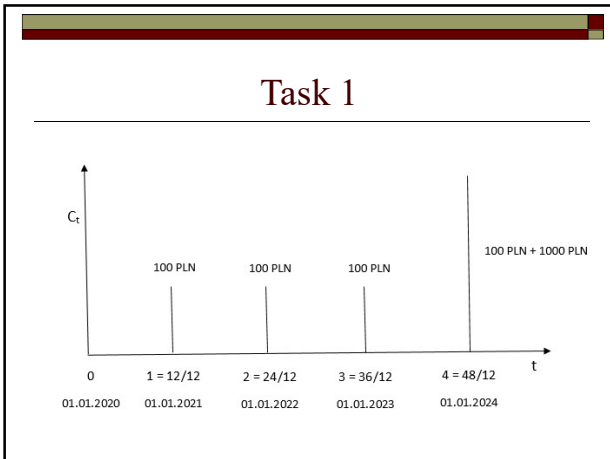 Task 1
Cₜ
100 PLN + 1000 PLN
100 PLN 100 PLN 100 PLN
t
0 1 = 12/12 2 = 24/12 3 = 36/12 4 = 48/12
01.01.2020 01.01.2021 01.01.2022 01.01.2023 01.01.2024